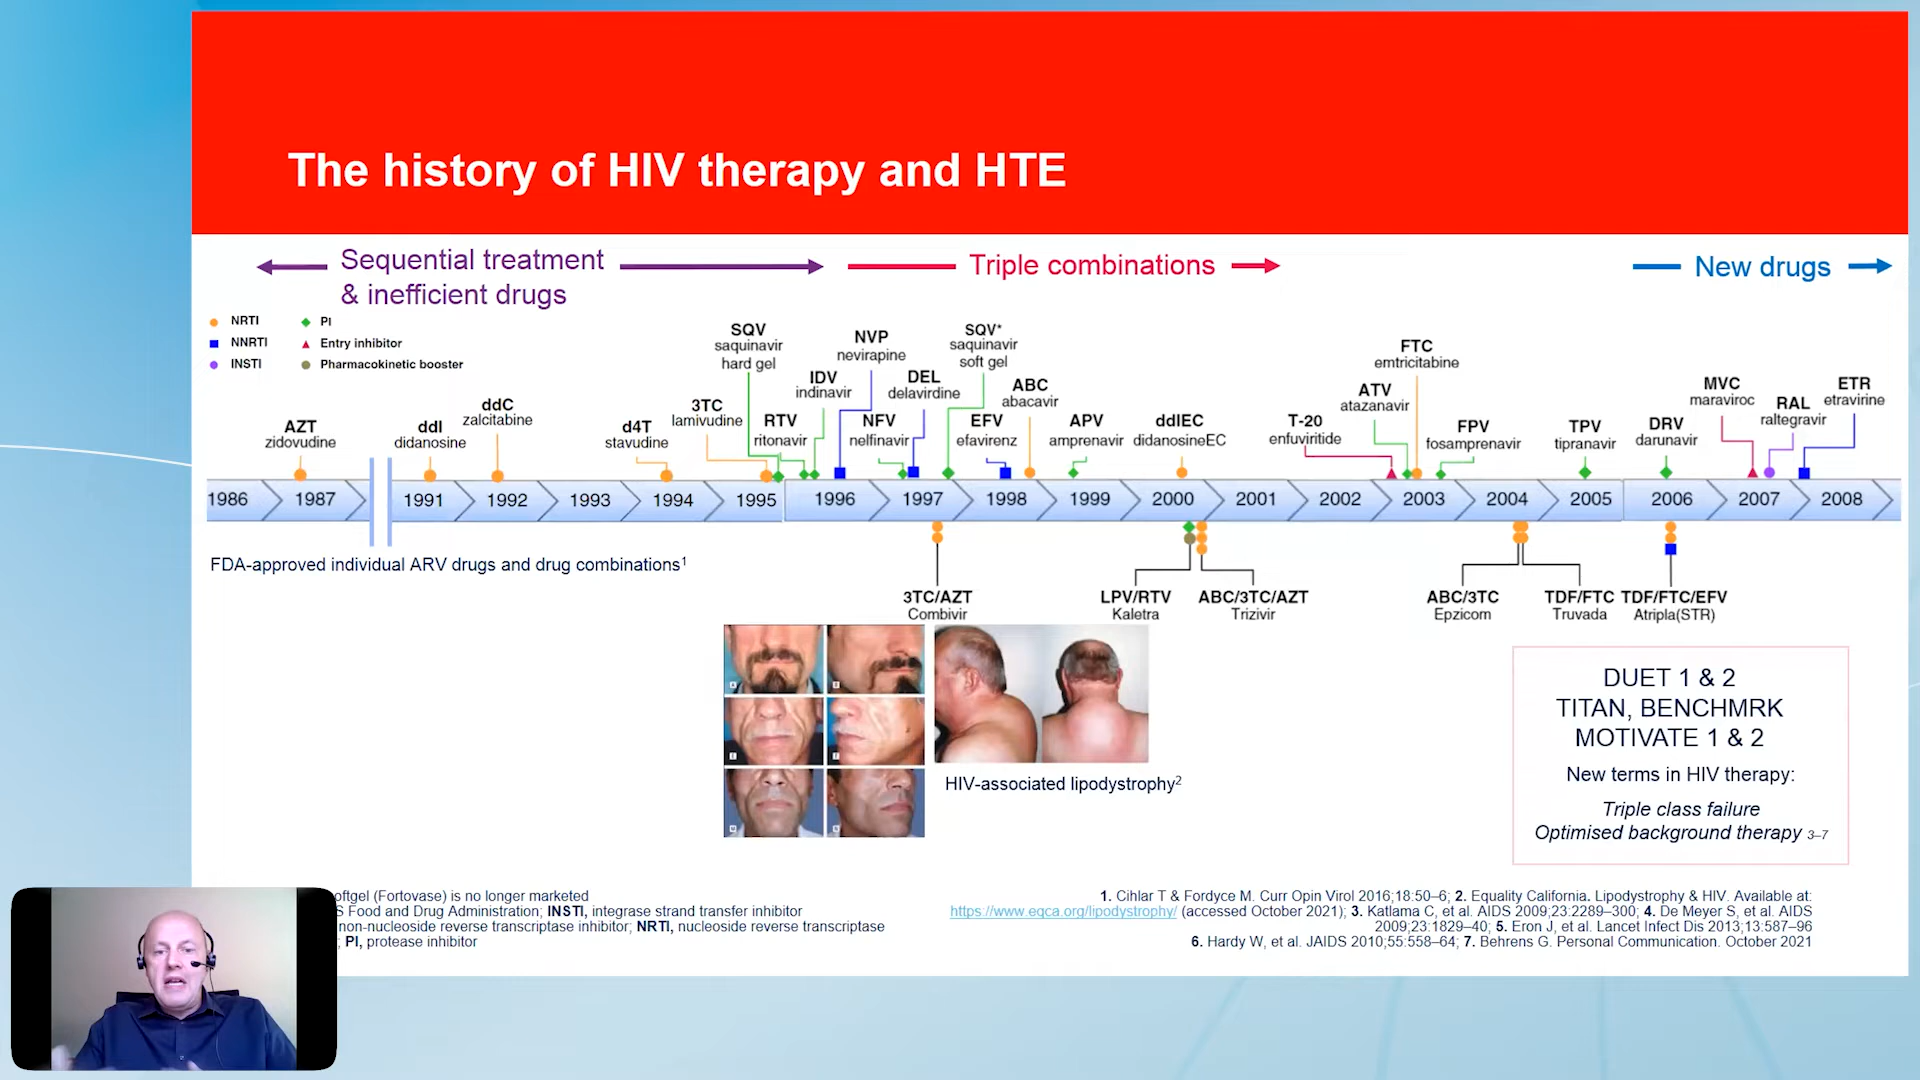 The history of HIV therapy and HTE
Sequential treatment
& inefficient drugs
Triple combinations
New drugs
NRTI
PI
NNRTI
Entry inhibitor
INSTI
Pharmacokinetic booster
AZT
zidovudine
ddI
didanosine
ddC
zalcitabine
d4T
stavudine
3TC
lamivudine
SQV
saquinavir
hard gel
RTV
ritonavir
IDV
indinavir
NVP
nevirapine
NFV
nelfinavir
DEL
delavirdine
SQV*
saquinavir
soft gel
EFV
efavirenz
ABC
abacavir
APV
amprenavir
ddIEC
didanosineEC
T-20
enfuviritide
ATV
atazanavir
FTC
emtricitabine
FPV
fosamprenavir
TPV
tipranavir
DRV
darunavir
MVC
maraviroc
RAL
raltegravir
ETR
etravirine
1986 1987 1991 1992 1993 1994 1995 1996 1997 1998 1999 2000 2001 2002 2003 2004 2005 2006 2007 2008
FDA-approved individual ARV drugs and drug combinations1
3TC/AZT
Combivir
LPV/RTV
Kaletra
ABC/3TC/AZT
Trizivir
ABC/3TC
Epzicom
TDF/FTC
Truvada
TDF/FTC/EFV
Atripla(STR)
HIV-associated lipodystrophy2
DUET 1 & 2
TITAN, BENCHMRK
MOTIVATE 1 & 2
New terms in HIV therapy:
Triple class failure
Optimised background therapy 3–7
(Fortovase) is no longer marketed
Food and Drug Administration; INSTI, integrase strand transfer inhibitor
non-nucleoside reverse transcriptase inhibitor; NRTI, nucleoside reverse transcriptase
; PI, protease inhibitor
1. Cihlar T & Fordyce M. Curr Opin Virol 2016;18:50–6; 2. Equality California. Lipodystrophy & HIV. Available at:
https://www.eqca.org/lipodystrophy/ (accessed October 2021); 3. Katlama C, et al. AIDS 2009;23:2289–300; 4. De Meyer S, et al. AIDS
2009;23:1829–40; 5. Eron J, et al. Lancet Infect Dis 2013;13:587–96
6. Hardy W, et al. JAIDS 2010;55:558–64; 7. Behrens G. Personal Communication. October 2021